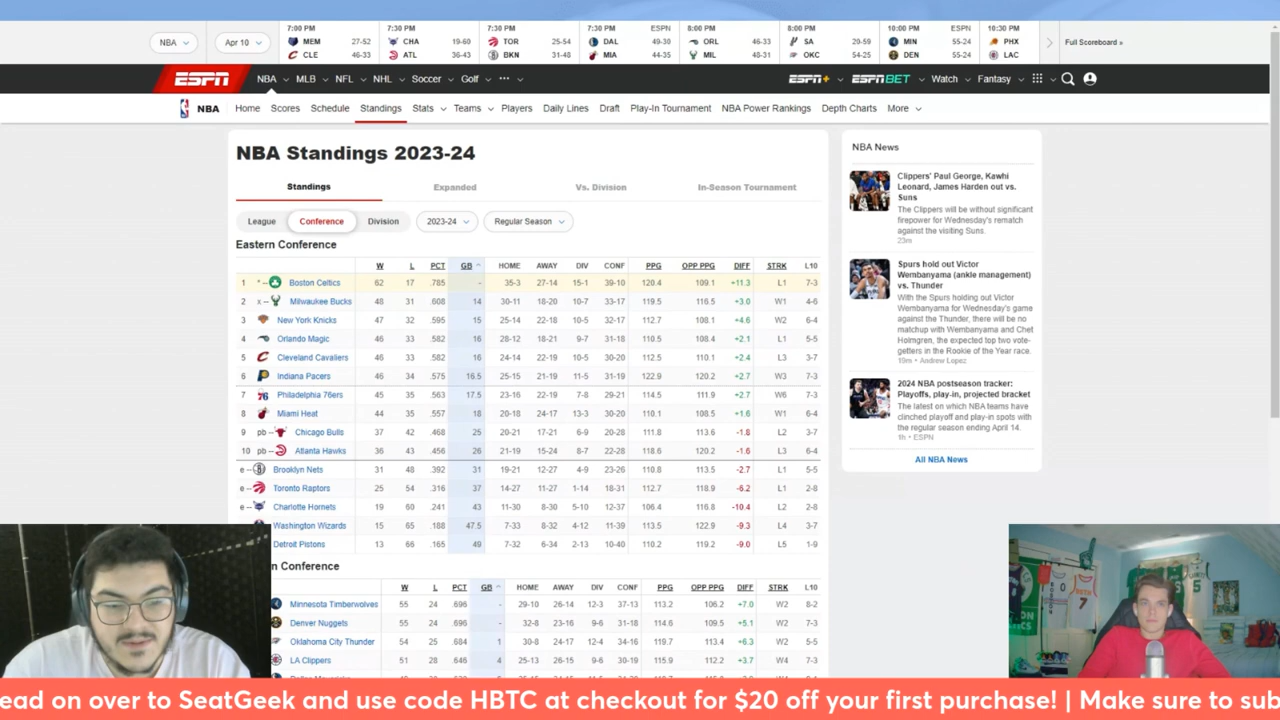 NBA
Apr 10
7:00 PM
MEM 27-52
CLE 46-33
7:30 PM
CHA 19-60
ATL 36-43
7:30 PM
TOR 25-54
BKN 31-48
7:30 PM ESPN
DAL 49-30
MIA 44-35
8:00 PM
ORL 46-33
MIL 48-31
8:00 PM
SA 20-59
OKC 54-25
10:00 PM ESPN
MIN 55-24
DEN 55-24
10:30 PM
PHX
LAC
Full Scoreboard »
ESPN NBA MLB NFL NHL Soccer Golf ••• ESPN+ ESPN BET Watch Fantasy
NBA Home Scores Schedule Standings Stats Teams Players Daily Lines Draft Play-In Tournament NBA Power Rankings Depth Charts More
NBA Standings 2023-24
Standings Expanded Vs. Division In-Season Tournament
League Conference Division 2023-24 Regular Season
Eastern Conference
W L PCT GB HOME AWAY DIV CONF PPG OPP PPG DIFF STRK L10
1 * -- Boston Celtics 62 17 .785 - 35-3 27-14 15-1 39-10 120.4 109.1 +11.3 L1 7-3
2 x -- Milwaukee Bucks 48 31 .608 14 30-11 18-20 10-7 33-17 119.5 116.5 +3.0 W1 4-6
New York Knicks 47 32 .595 15 25-14 22-18 10-5 32-17 112.7 108.1 +4.6 W2 6-4
4 Orlando Magic 46 33 .582 16 28-12 18-21 9-7 31-18 110.5 108.4 +2.1 L1 5-5
5 Cleveland Cavaliers 46 33 .582 16 24-14 22-19 10-5 30-20 112.5 110.1 +2.4 L3 3-7
6 Indiana Pacers 46 34 .575 16.5 25-15 21-19 11-5 31-20 122.9 120.2 +2.7 W3 7-3
7 Philadelphia 76ers 45 35 .563 17.5 23-16 22-19 7-8 29-21 114.5 111.9 +2.7 W6 7-3
8 Miami Heat 44 35 .557 18 20-18 24-17 13-3 30-20 110.1 108.5 +1.6 W1 6-4
9 pb -- Chicago Bulls 37 42 .468 25 20-21 17-21 6-9 20-28 111.8 113.6 -1.8 L2 3-7
10 pb -- Atlanta Hawks 36 43 .456 26 21-19 15-24 8-7 22-28 118.6 120.2 -1.6 L3 6-4
e -- Brooklyn Nets 31 48 .392 31 19-21 12-27 4-9 23-26 110.8 113.5 -2.7 L1 5-5
e -- Toronto Raptors 25 54 .316 37 14-27 11-27 1-14 18-31 112.7 118.9 -6.2 L1 2-8
e -- Charlotte Hornets 19 60 .241 43 11-30 8-30 5-10 12-37 106.4 116.8 -10.4 L2 2-8
Washington Wizards 15 65 .188 47.5 7-33 8-32 4-12 11-39 113.5 122.9 -9.3 L4 3-7
Detroit Pistons 13 66 .165 49 7-32 6-34 2-13 10-40 110.2 119.2 -9.0 L5 1-9
n Conference
W L PCT GB HOME AWAY DIV CONF PPG OPP PPG DIFF STRK L10
Minnesota Timberwolves 55 24 .696 - 29-10 26-14 12-3 37-13 113.2 106.2 +7.0 W2 8-2
Denver Nuggets 55 24 .696 - 32-8 23-16 9-6 31-18 114.6 109.5 +5.1 W2 7-3
Oklahoma City Thunder 54 25 .684 1 30-8 24-17 12-4 34-16 119.7 113.4 +6.3 W2 5-5
LA Clippers 51 28 .646 4 25-13 26-15 9-6 30-19 115.9 112.2 +3.7 W4 7-3
NBA News
Clippers' Paul George, Kawhi
Leonard, James Harden out vs.
Suns
The Clippers will be without significant
firepower for Wednesday's rematch
against the visiting Suns.
23m
Spurs hold out Victor
Wembanyama (ankle management)
vs. Thunder
With the Spurs holding out Victor
Wembanyama for Wednesday's game
against the Thunder, there will be no
matchup with Wembanyama and Chet
Holmgren, the expected top two vote-
getters in the Rookie of the Year race.
19m • Andrew Lopez
2024 NBA postseason tracker:
Playoffs, play-in, projected bracket
The latest on which NBA teams have
clinched playoff and play-in spots with
the regular season ending April 14.
1h • ESPN
All NBA News
ead on over to SeatGeek and use code HBTC at checkout for $20 off your first purchase! | Make sure to sub